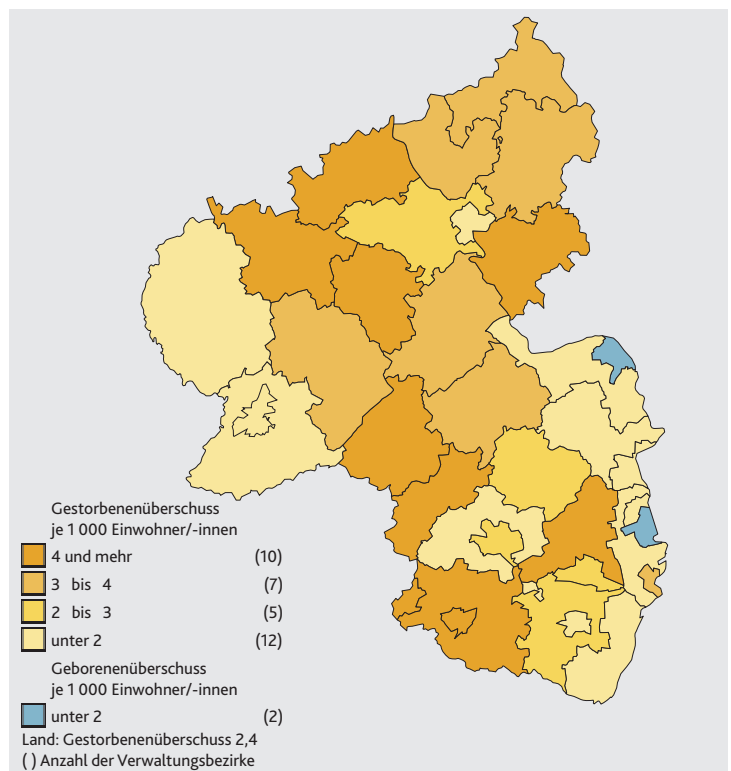 Gestorbenenüberschuss
je 1 000 Einwohner/-innen
4 und mehr (10)
3 bis 4 (7)
2 bis 3 (5)
unter 2 (12)
Geborenenüberschuss
je 1 000 Einwohner/-innen
unter 2 (2)
Land: Gestorbenenüberschuss 2,4
( ) Anzahl der Verwaltungsbezirke